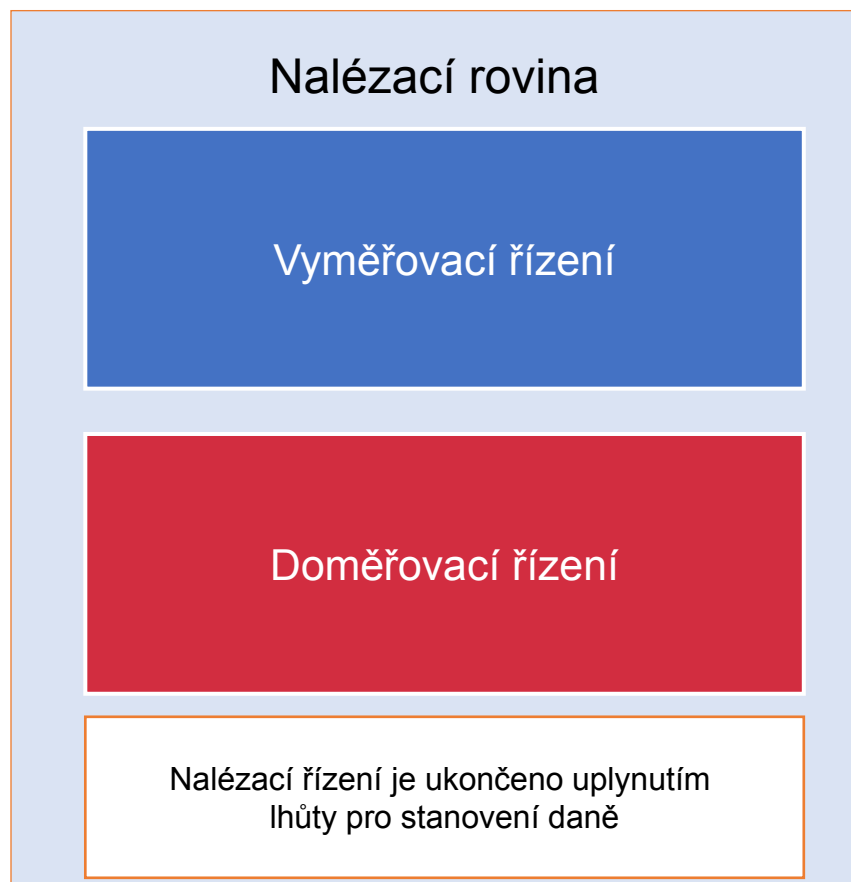 Nalézací rovina
Vyměřovací řízení
Doměřovací řízení
Nalézací řízení je ukončeno uplynutím
lhůty pro stanovení daně